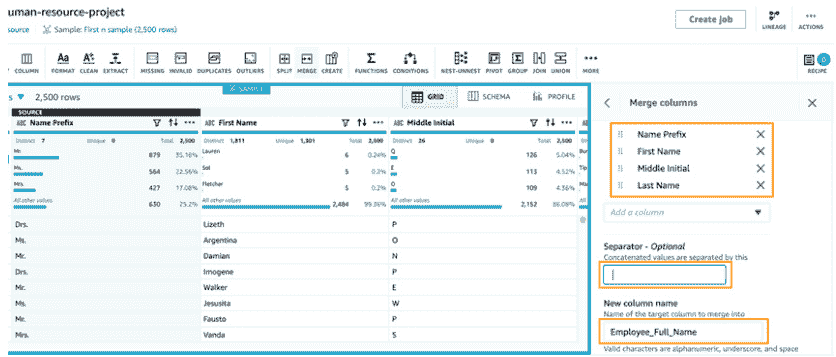 uman-resource-project
source Sample: First n sample (2,500 rows)
Create job LINEAGE ACTIONS
COLUMN FORMAT CLEAN EXTRACT MISSING INVALID DUPLICATES OUTLIERS SPLIT MERGE CREATE FUNCTIONS CONDITIONS NEST-UNNEST PIVOT GROUP JOIN UNION MORE RECIPE 0
s 2,500 rows SAMPLE GRID SCHEMA PROFILE
SOURCE
ABC Name Prefix ABC First Name ABC Middle Initial
Distinct 7 Unique 0 Total 2,500 Distinct 1,811 Unique 1,301 Total 2,500 Distinct 26 Unique 0 Total 2,500
Mr. 879 35.16% Lauren 6 0.24% Q 126 5.04%
Ms. 564 22.56% Sol 5 0.2% E 113 4.52%
Mrs. 427 17.08% Fletcher 5 0.2% O 109 4.36%
All other values 630 25.2% All other values 2,484 99.36% All other values 2,152 86.08%
Drs. Lizeth P
Ms. Argentina O
Mr. Damian N
Drs. Imogene P
Mr. Walker E
Ms. Jesusita W
Mr. Fausto P
Mrs. Vanda S
Merge columns
Name Prefix
First Name
Middle Initial
Last Name
Add a column
Separator - Optional
Concatenated values are separated by this
New column name
Name of the target column to merge into
Employee_Full_Name
Valid characters are alphanumeric, underscore, and space